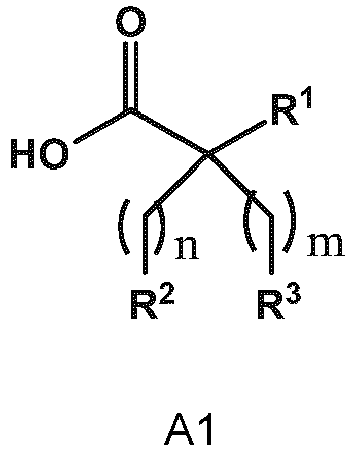 O
HO R¹
( )n ( )m
R² R³
A1